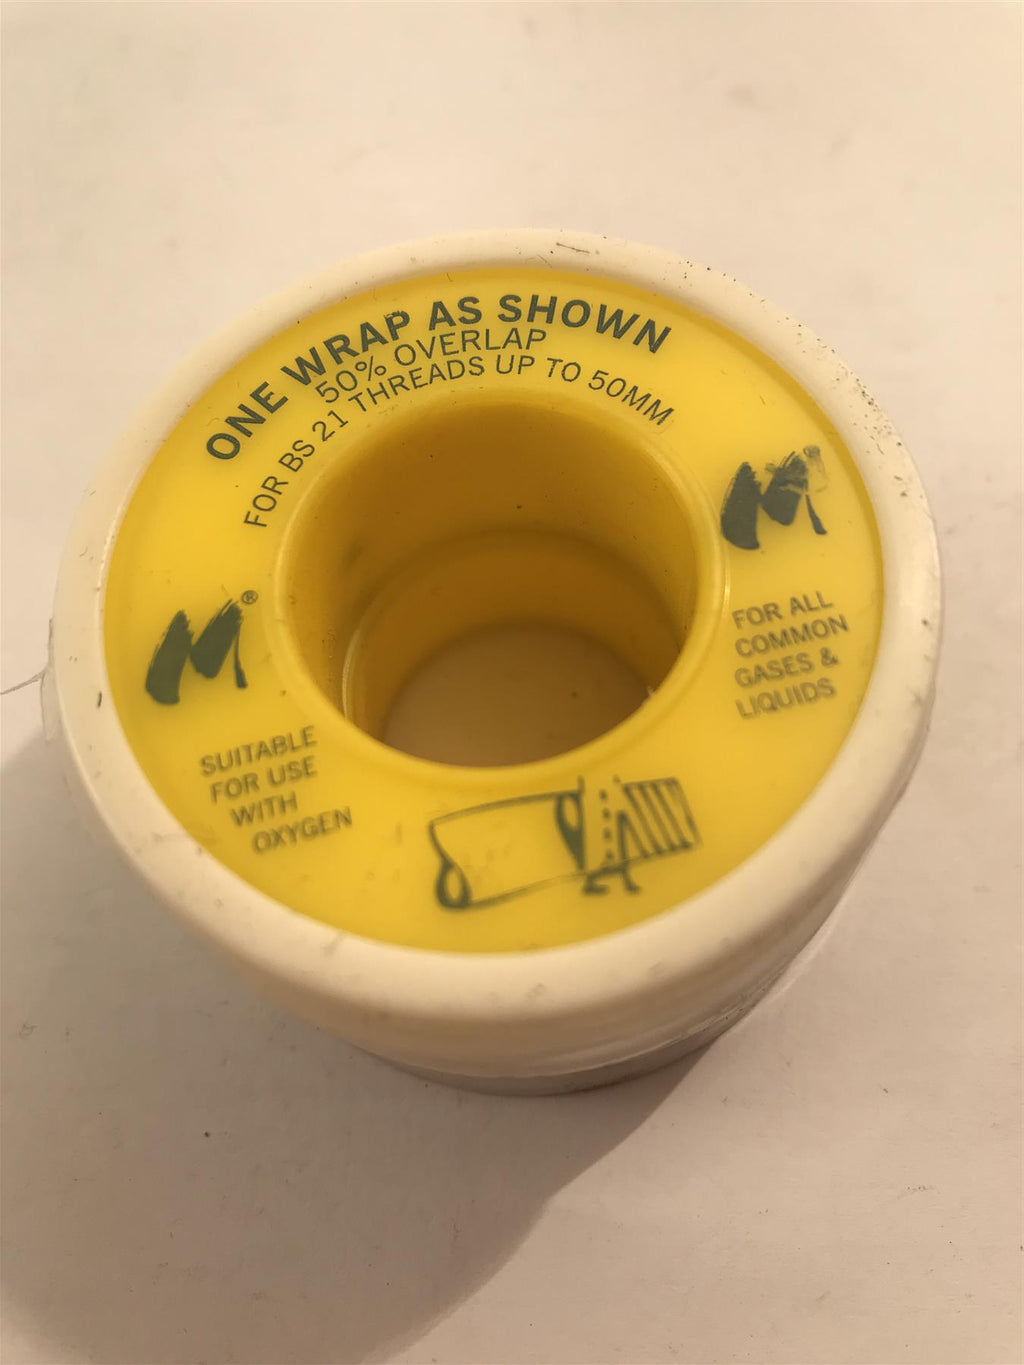 ONE WRAP AS SHOWN
50% OVERLAP
FOR BS 21 THREADS UP TO 50MM
M®
SUITABLE
FOR USE
WITH
OXYGEN
M
FOR ALL
COMMON
GASES &
LIQUIDS